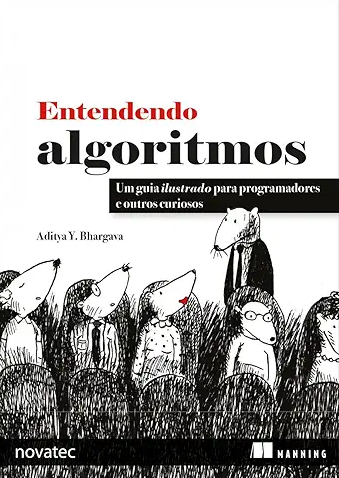 Entendendo
algoritmos
Um guia ilustrado para programadores
e outros curiosos
Aditya Y. Bhargava
novatec
MANNING